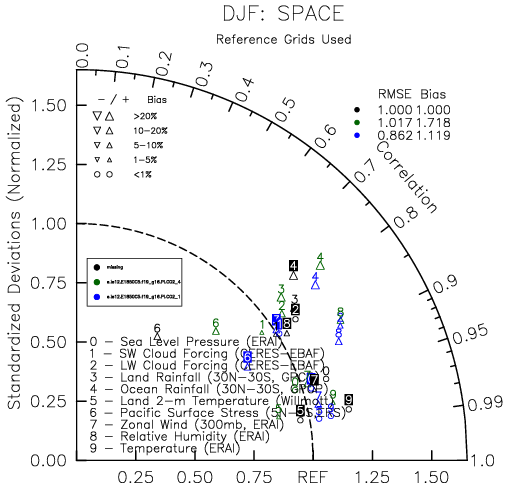 DJF: SPACE
Reference Grids Used
RMSE Bias
1.000 1.000
1.017 1.718
0.862 1.119
Correlation
0.0 0.1 0.2 0.3 0.4 0.5 0.6 0.7 0.8 0.9 0.95 0.99 1.0
Standardized Deviations (Normalized)
1.50
1.25
1.00
0.75
0.50
0.25
0.00
− / + Bias
>20%
10−20%
5−10%
1−5%
<1%
missing
0 − Sea Level Pressure (ERAI)
1 − SW Cloud Forcing (CERES−EBAF)
2 − LW Cloud Forcing (CERES−EBAF)
3 − Land Rainfall (30N−30S, GPCP)
4 − Ocean Rainfall (30N−30S, GPCP)
5 − Land 2−m Temperature (Willmott)
6 − Pacific Surface Stress (5N−5S,ERS)
7 − Zonal Wind (300mb, ERAI)
8 − Relative Humidity (ERAI)
9 − Temperature (ERAI)
0.25 0.50 0.75 REF 1.25 1.50